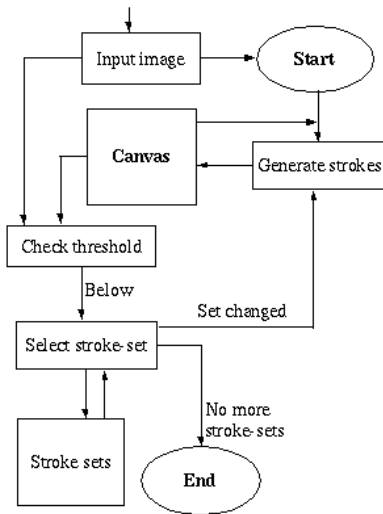 Input image
Start
Canvas
Generate strokes
Check threshold
Below
Set changed
Select stroke-set
No more
stroke-sets
Stroke sets
End